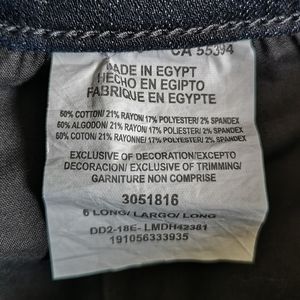 CA 55394
MADE IN EGYPT
HECHO EN EGIPTO
FABRIQUE EN EGYPTE
60% COTTON/ 21% RAYON/ 17% POLYESTER/ 2% SPANDEX
60% ALGODON/ 21% RAYON/ 17% POLIESTER/ 2% SPANDEX
60% COTON/ 21% RAYONNE/ 17% POLYESTER/ 2% SPANDEX
EXCLUSIVE OF DECORATION/EXCEPTO
DECORACION/ EXCLUSIVE OF TRIMMING/
GARNITURE NON COMPRISE
3051816
6 LONG/ LARGO/ LONG
DD2-18E- LMDH42381
191056333935